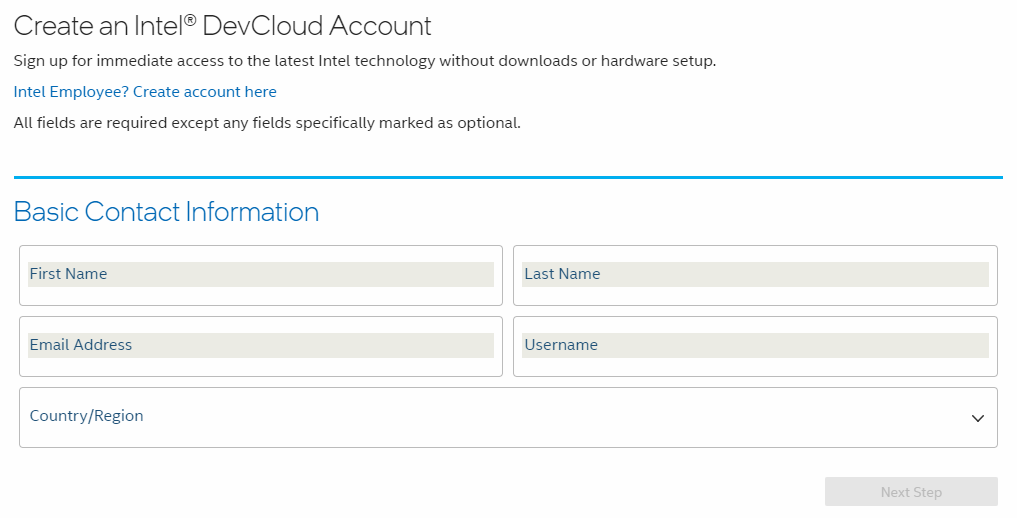 Create an Intel® DevCloud Account
Sign up for immediate access to the latest Intel technology without downloads or hardware setup.
Intel Employee? Create account here
All fields are required except any fields specifically marked as optional.
Basic Contact Information
First Name
Last Name
Email Address
Username
Country/Region
Next Step